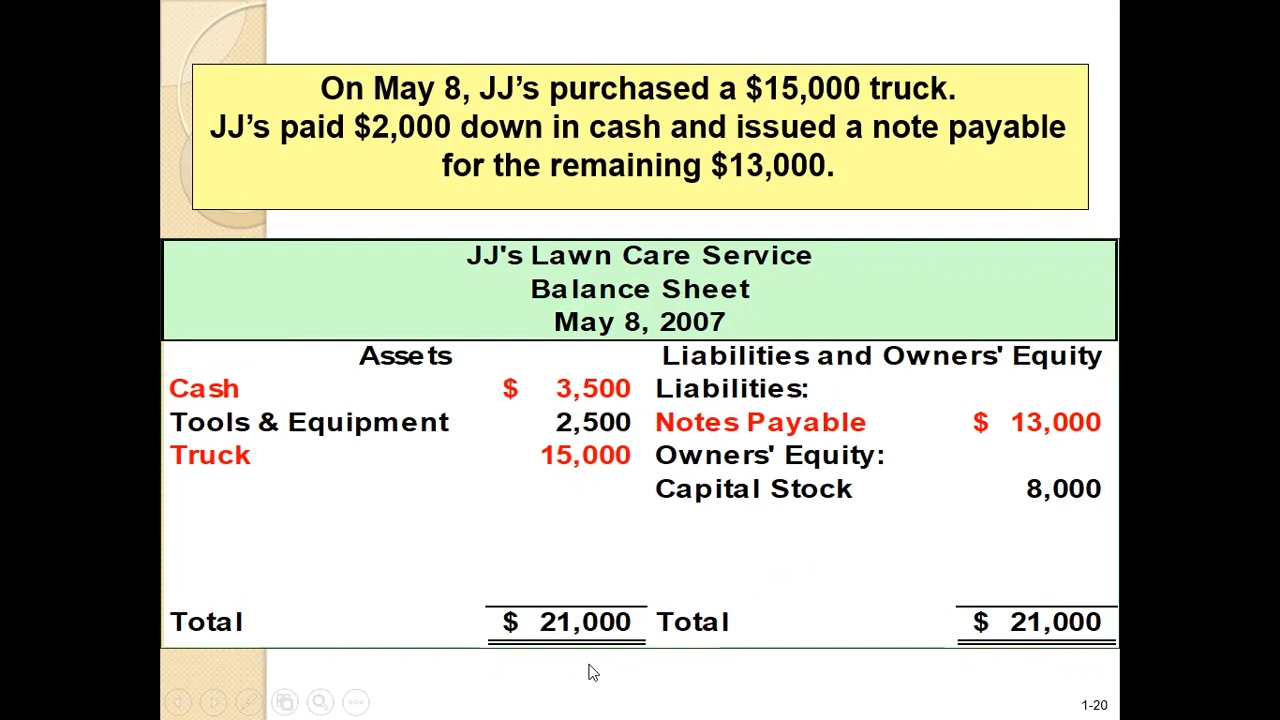 On May 8, JJ’s purchased a $15,000 truck.
JJ’s paid $2,000 down in cash and issued a note payable
for the remaining $13,000.
JJ's Lawn Care Service
Balance Sheet
May 8, 2007
Assets Liabilities and Owners' Equity
Cash $ 3,500 Liabilities:
Tools & Equipment 2,500 Notes Payable $ 13,000
Truck 15,000 Owners' Equity:
Capital Stock 8,000
Total $ 21,000 Total $ 21,000
1-20